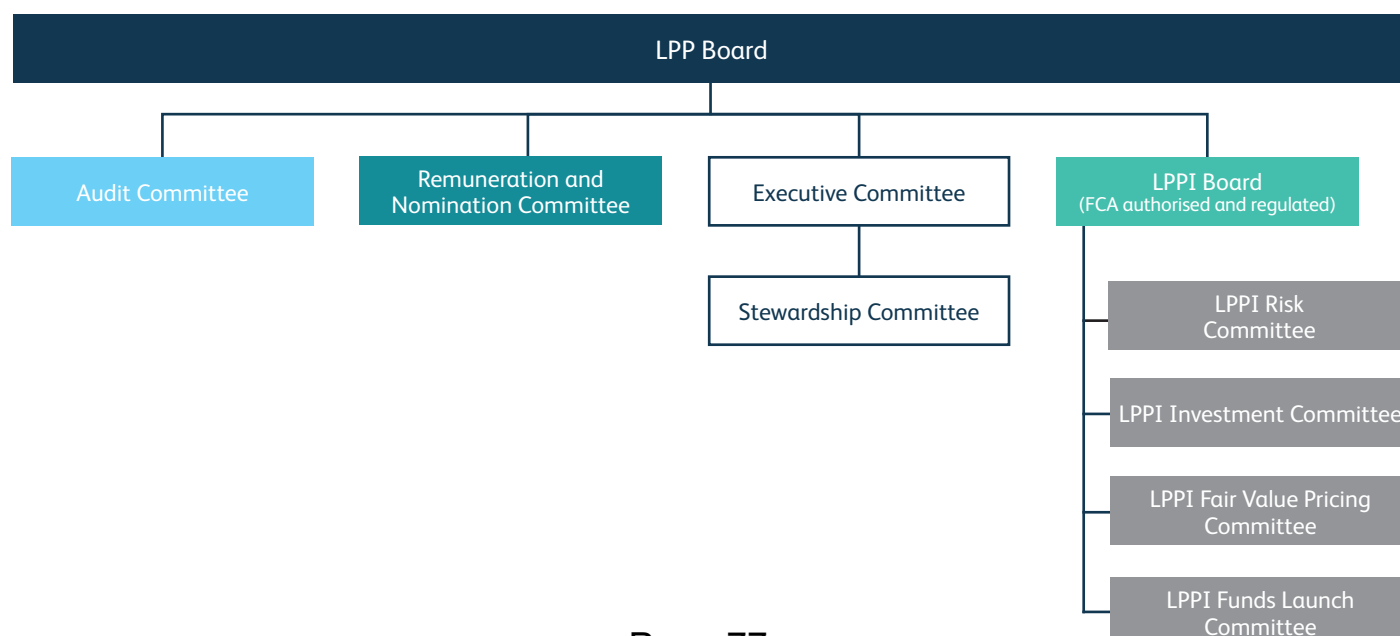 LPP Board
Audit Committee
Remuneration and
Nomination Committee
Executive Committee
LPPI Board
(FCA authorised and regulated)
Stewardship Committee
LPPI Risk
Committee
LPPI Investment Committee
LPPI Fair Value Pricing
Committee
LPPI Funds Launch
Committee